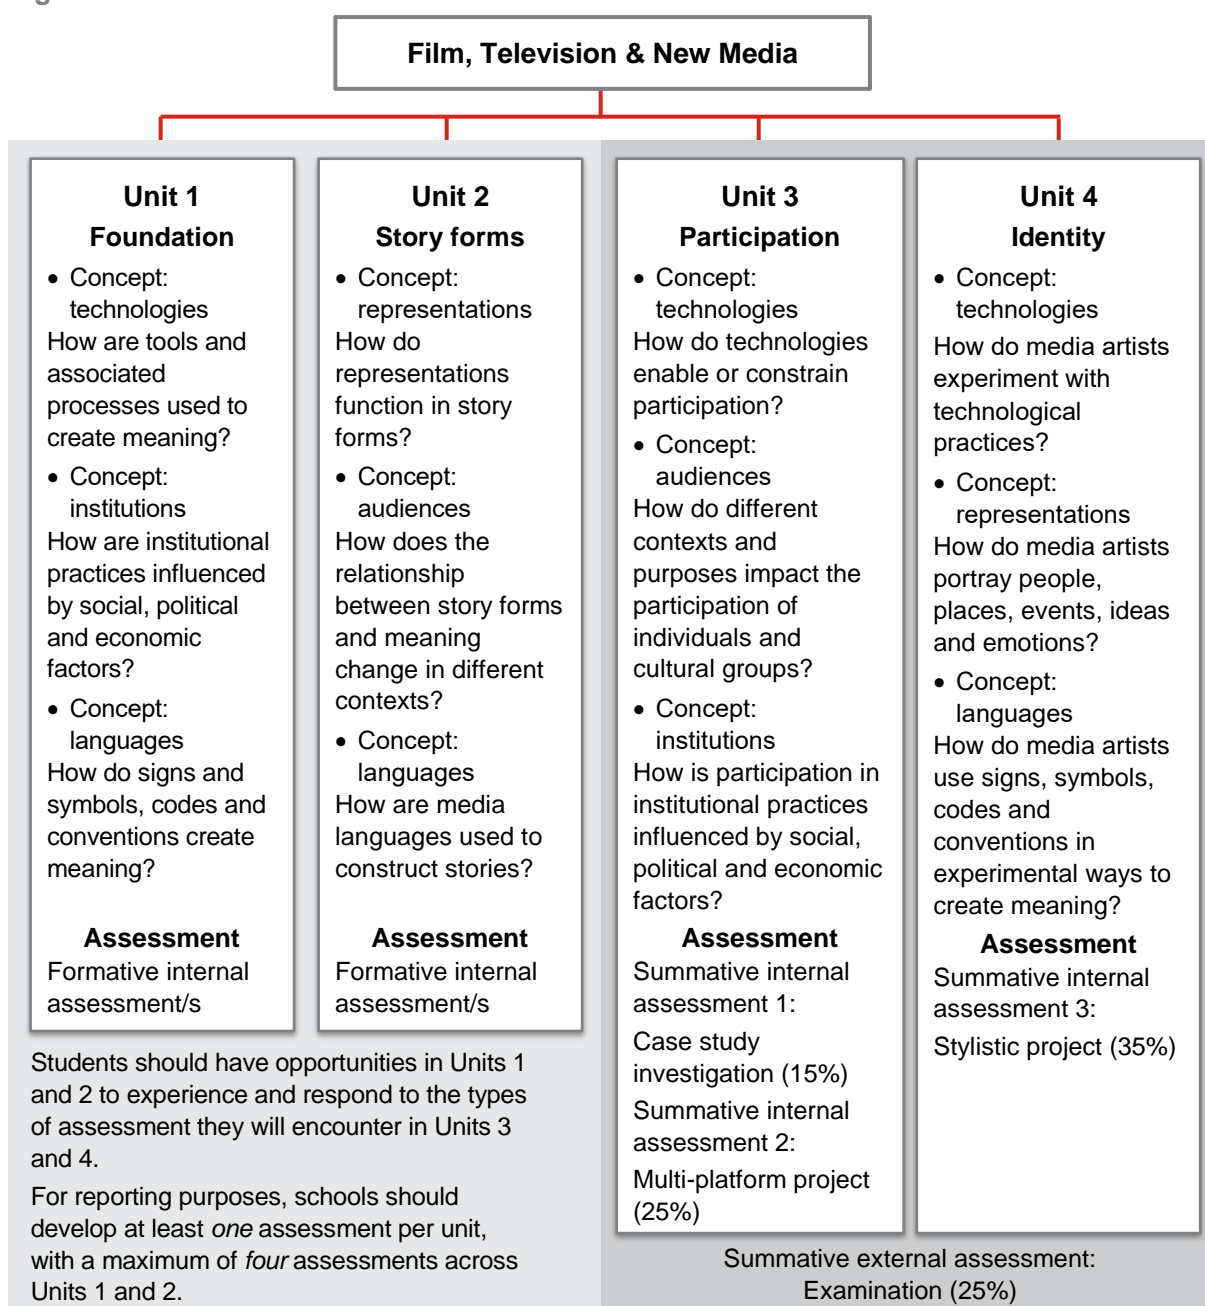 Film, Television & New Media
Unit 1
Foundation
• Concept:
technologies
How are tools and
associated
processes used to
create meaning?
• Concept:
institutions
How are institutional
practices influenced
by social, political
and economic
factors?
• Concept:
languages
How do signs and
symbols, codes and
conventions create
meaning?
Assessment
Formative internal
assessment/s
Unit 2
Story forms
• Concept:
representations
How do
representations
function in story
forms?
• Concept:
audiences
How does the
relationship
between story forms
and meaning
change in different
contexts?
• Concept:
languages
How are media
languages used to
construct stories?
Assessment
Formative internal
assessment/s
Students should have opportunities in Units 1
and 2 to experience and respond to the types
of assessment they will encounter in Units 3
and 4.
For reporting purposes, schools should
develop at least one assessment per unit,
with a maximum of four assessments across
Units 1 and 2.
Unit 3
Participation
• Concept:
technologies
How do technologies
enable or constrain
participation?
• Concept:
audiences
How do different
contexts and
purposes impact the
participation of
individuals and
cultural groups?
• Concept:
institutions
How is participation in
institutional practices
influenced by social,
political and economic
factors?
Assessment
Summative internal
assessment 1:
Case study
investigation (15%)
Summative internal
assessment 2:
Multi-platform project
(25%)
Unit 4
Identity
• Concept:
technologies
How do media artists
experiment with
technological
practices?
• Concept:
representations
How do media artists
portray people,
places, events, ideas
and emotions?
• Concept:
languages
How do media artists
use signs, symbols,
codes and
conventions in
experimental ways to
create meaning?
Assessment
Summative internal
assessment 3:
Stylistic project (35%)
Summative external assessment:
Examination (25%)